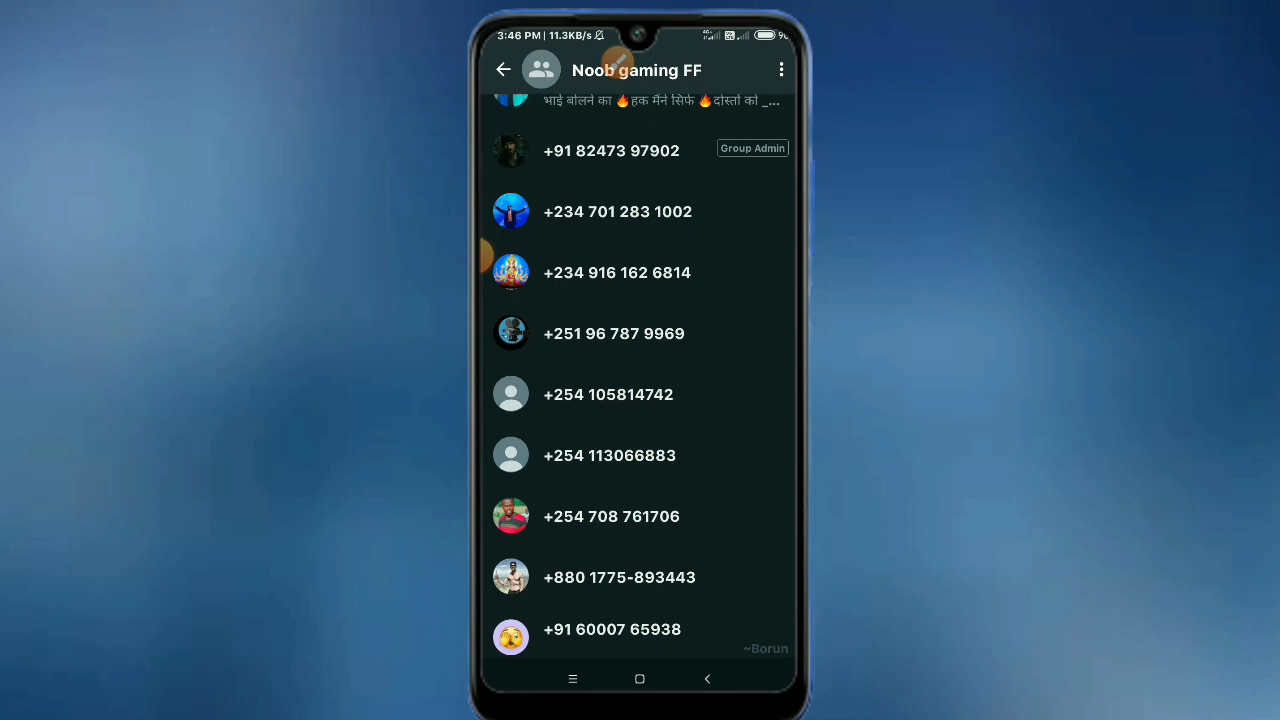 3:46 PM | 11.3KB/s
Noob gaming FF
भाई बोलने का 🔥हक मैंने सिर्फ 🔥दोस्तों को _...
+91 82473 97902
Group Admin
+234 701 283 1002
+234 916 162 6814
+251 96 787 9969
+254 105814742
+254 113066883
+254 708 761706
+880 1775-893443
+91 60007 65938
~Borun